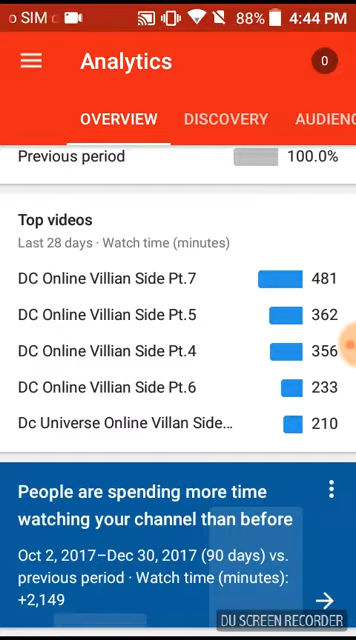 o SIM 88% 4:44 PM
Analytics 0
OVERVIEW DISCOVERY AUDIEN
Previous period 100.0%
Top videos
Last 28 days · Watch time (minutes)
DC Online Villian Side Pt.7 481
DC Online Villian Side Pt.5 362
DC Online Villian Side Pt.4 356
DC Online Villian Side Pt.6 233
Dc Universe Online Villan Side... 210
People are spending more time
watching your channel than before
Oct 2, 2017–Dec 30, 2017 (90 days) vs.
previous period · Watch time (minutes):
+2,149
DU SCREEN RECORDER